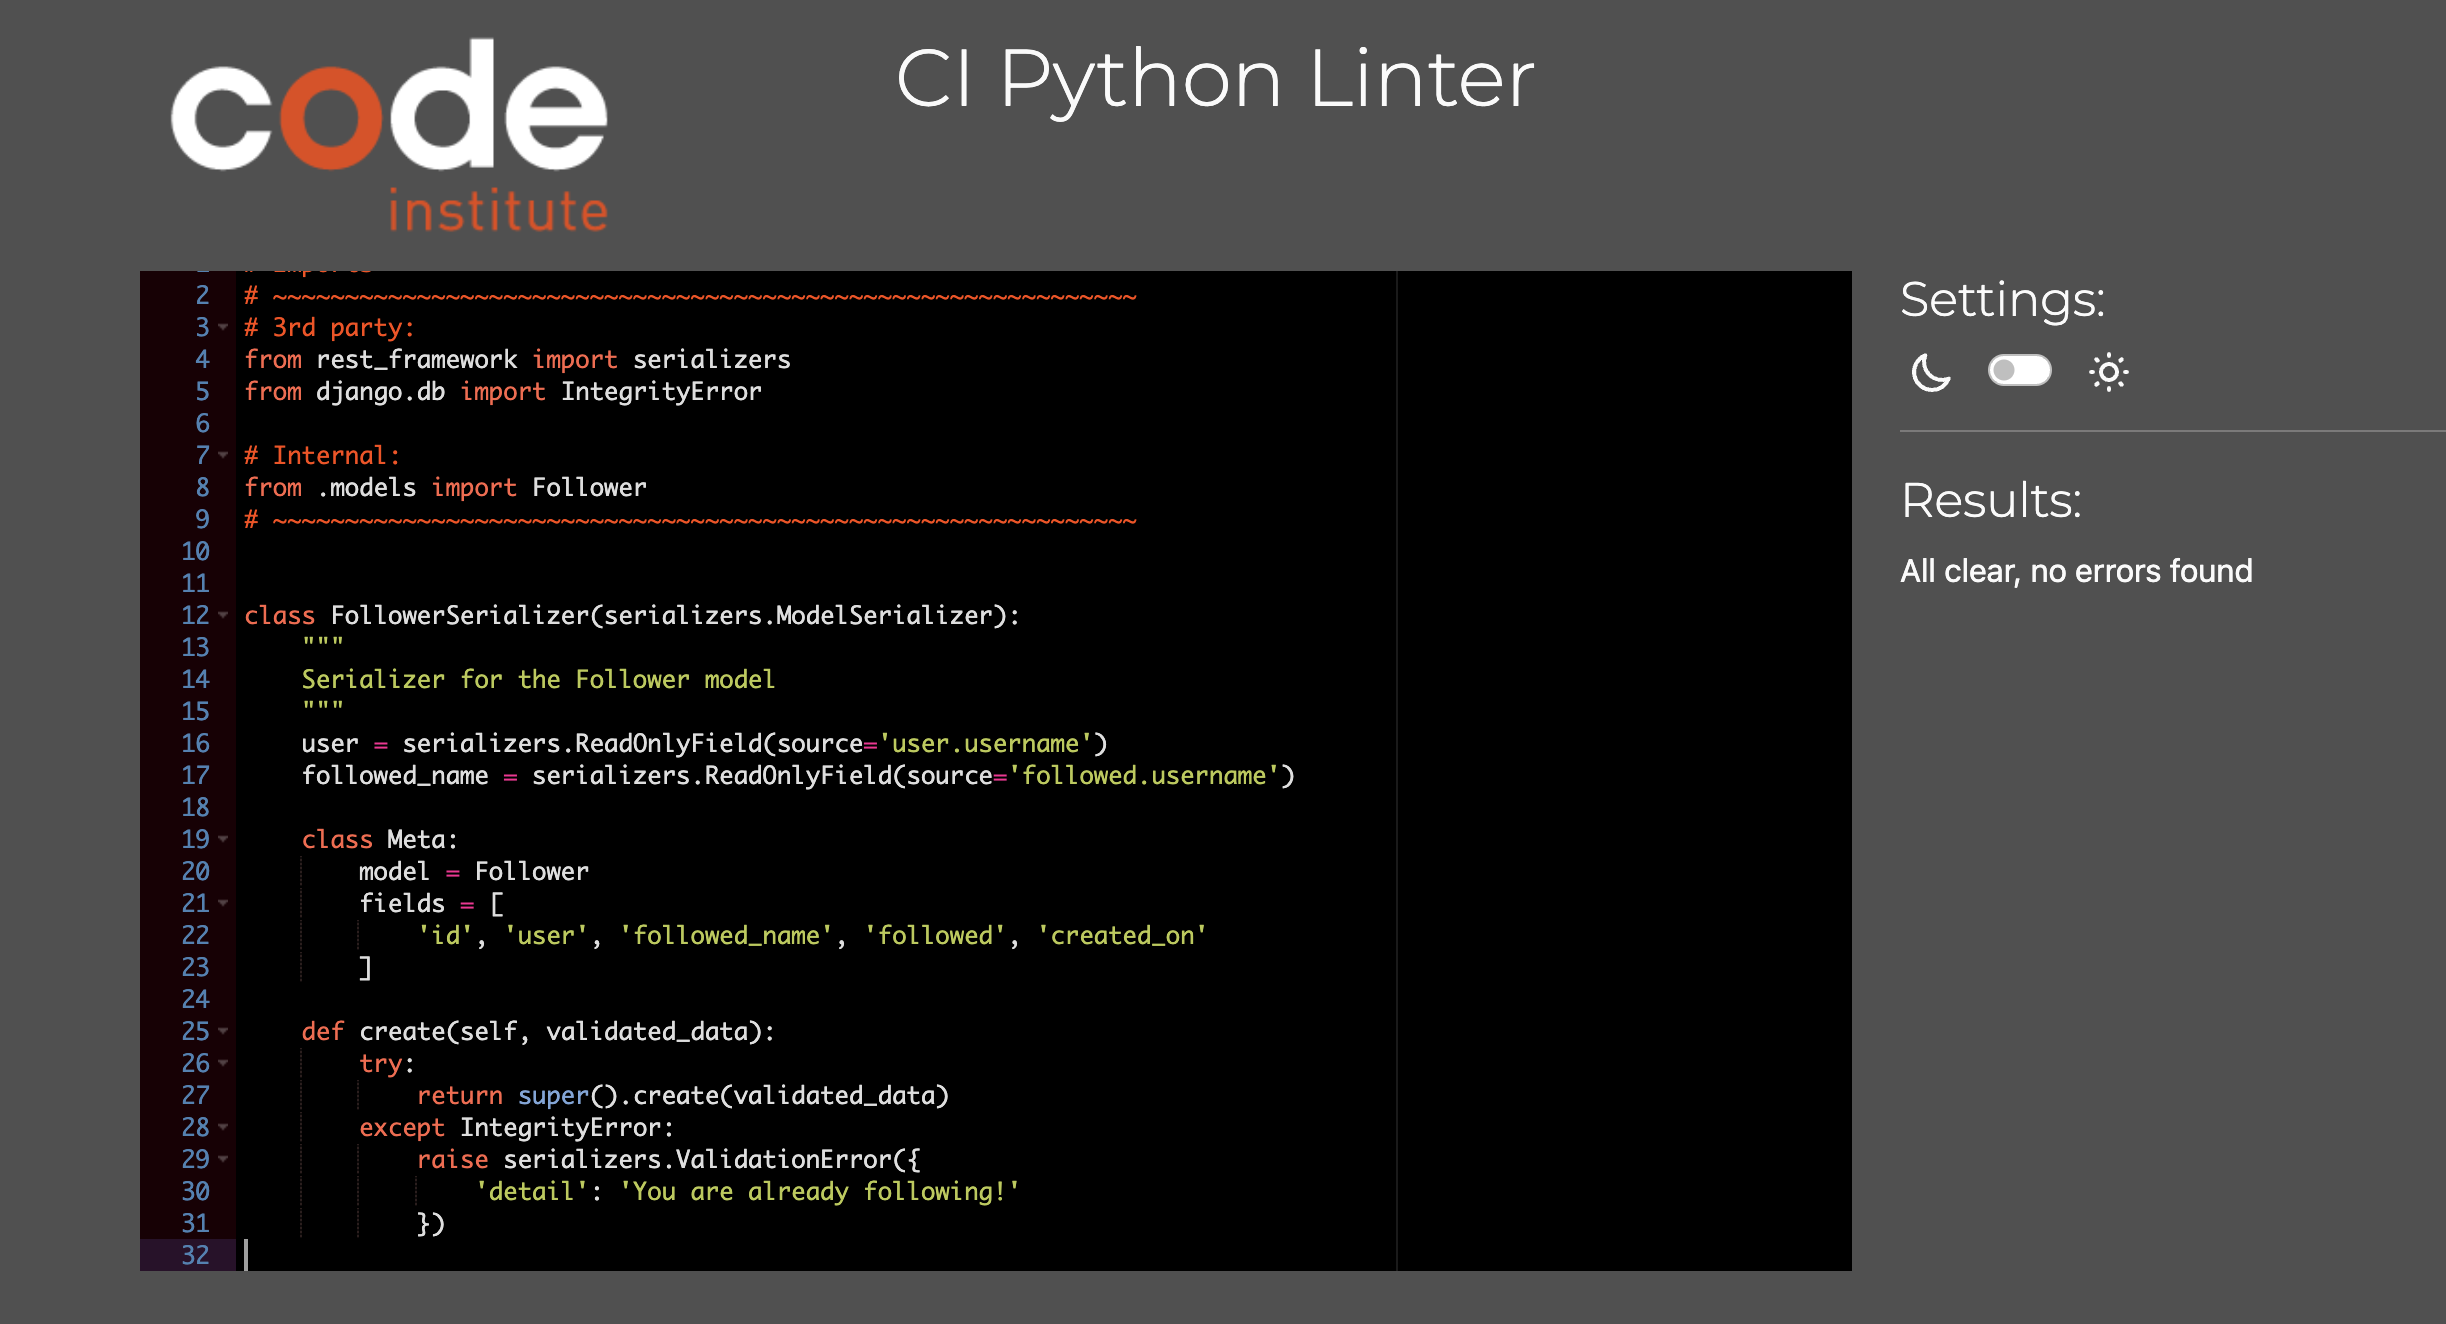 code
institute
CI Python Linter
2 # ~~~~~~~~~~~~~~~~~~~~~~~~~~~~~~~~~~~~~~~~~~~~~~~~~~~~~~~~~~~~
3 # 3rd party:
4 from rest_framework import serializers
5 from django.db import IntegrityError
6
7 # Internal:
8 from .models import Follower
9 # ~~~~~~~~~~~~~~~~~~~~~~~~~~~~~~~~~~~~~~~~~~~~~~~~~~~~~~~~~~~~
10
11
12 class FollowerSerializer(serializers.ModelSerializer):
13     """
14     Serializer for the Follower model
15     """
16     user = serializers.ReadOnlyField(source='user.username')
17     followed_name = serializers.ReadOnlyField(source='followed.username')
18
19     class Meta:
20         model = Follower
21         fields = [
22             'id', 'user', 'followed_name', 'followed', 'created_on'
23         ]
24
25     def create(self, validated_data):
26         try:
27             return super().create(validated_data)
28         except IntegrityError:
29             raise serializers.ValidationError({
30                 'detail': 'You are already following!'
31             })
32
Settings:
Results:
All clear, no errors found